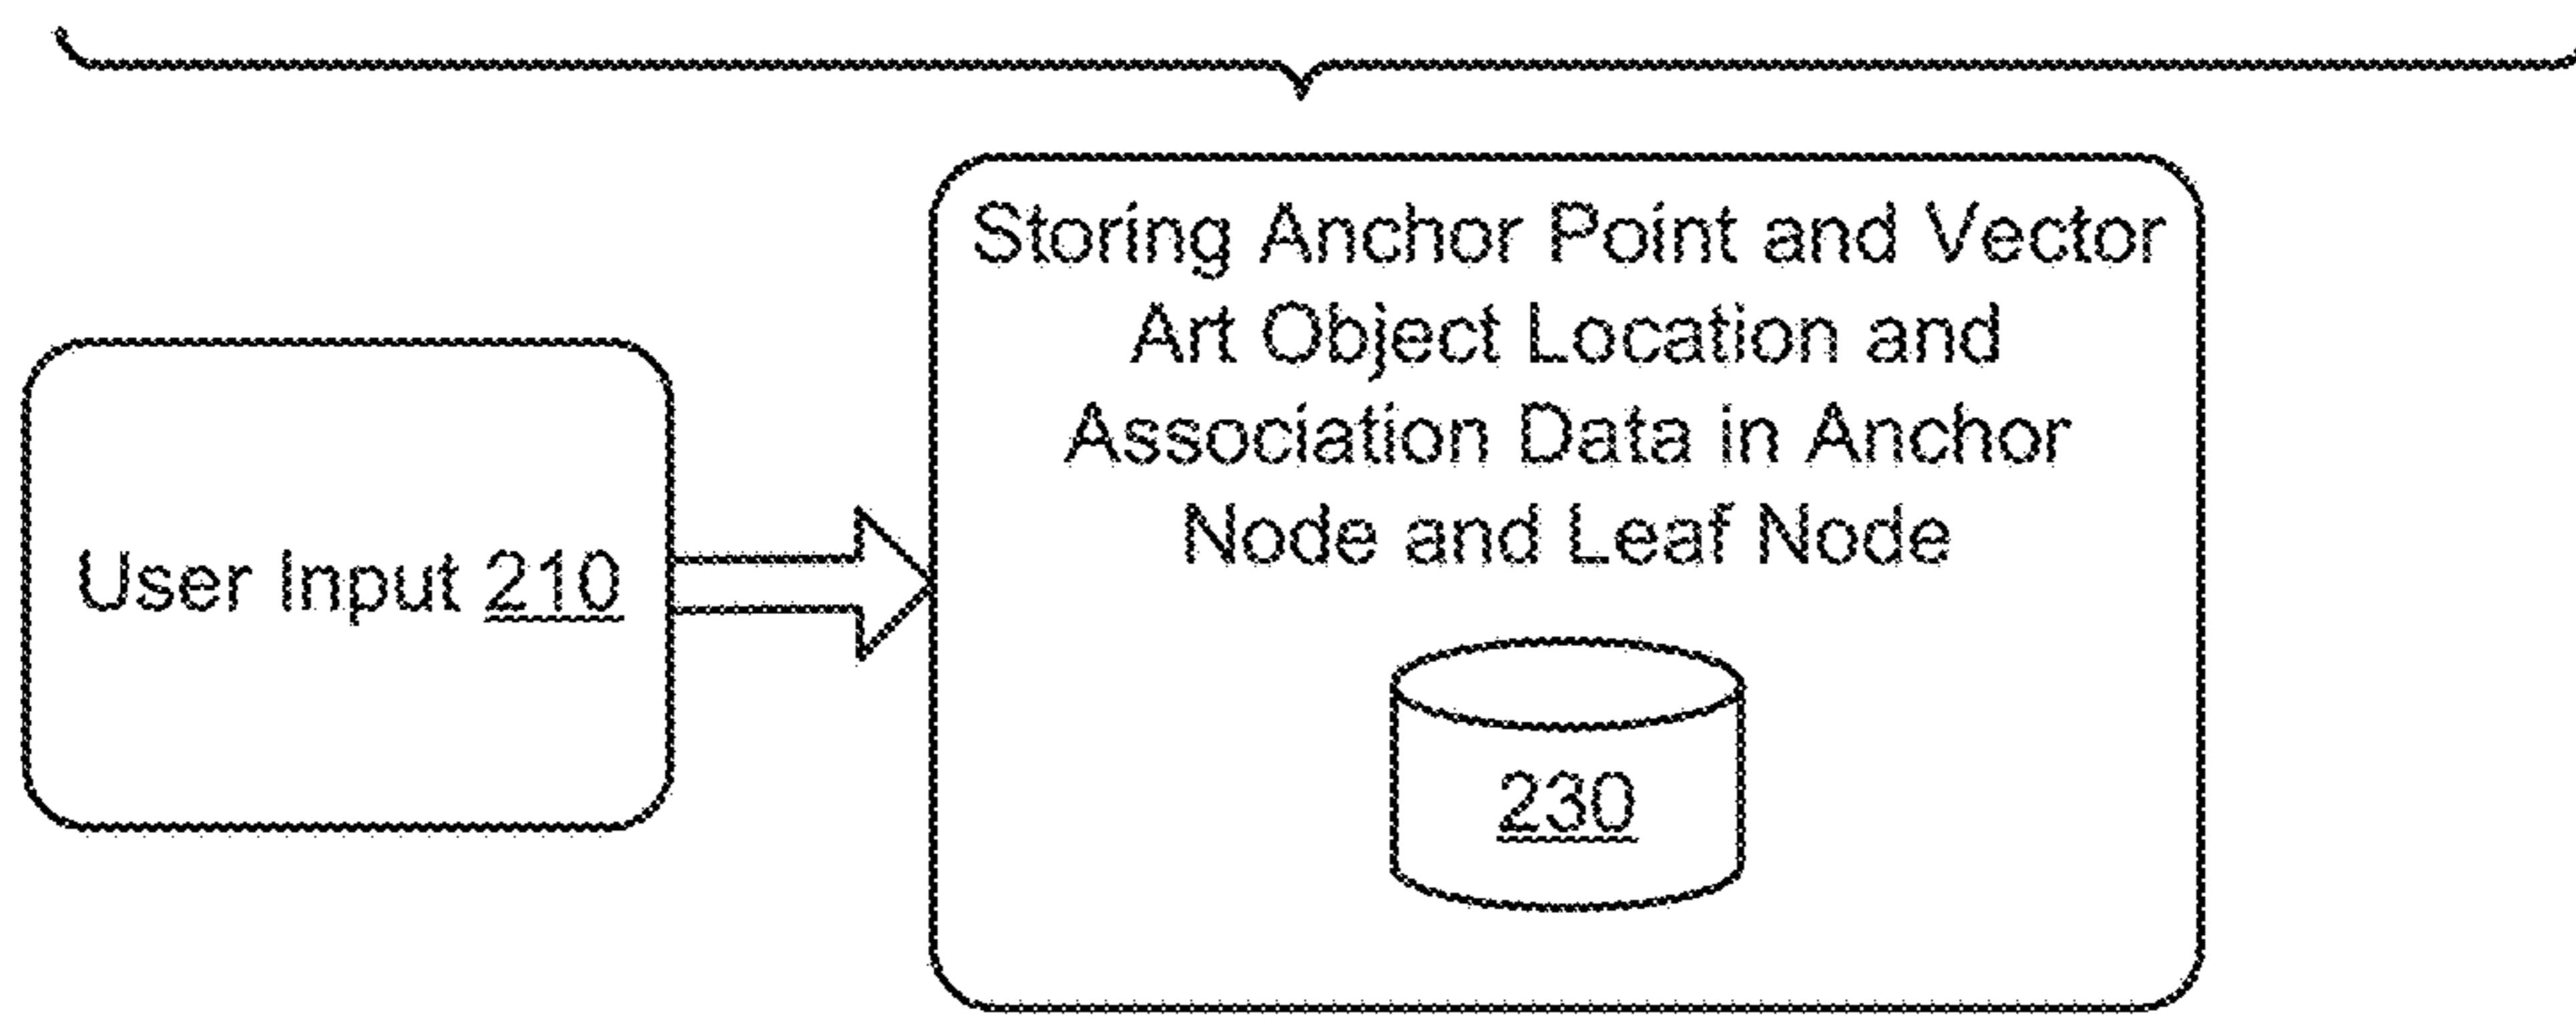 Storing Anchor Point and Vector
Art Object Location and
Association Data in Anchor
Node and Leaf Node
User Input 210
230